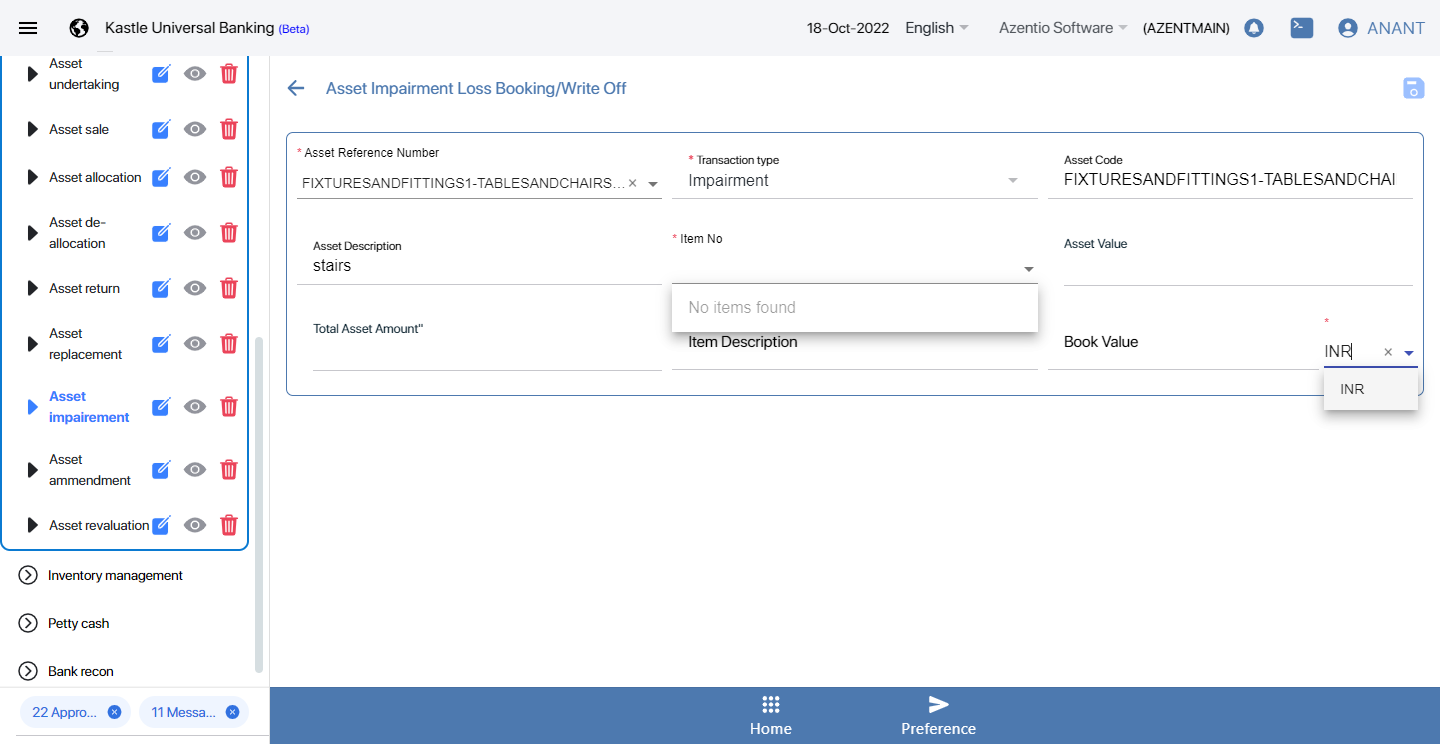 Kastle Universal Banking (Beta)
18-Oct-2022 English Azentio Software (AZENTMAIN) ANANT
Asset
undertaking
Asset sale
Asset allocation
Asset de-
allocation
Asset return
Asset
replacement
Asset
impairement
Asset
ammendment
Asset revaluation
Inventory management
Petty cash
Bank recon
22 Appro...
11 Messa...
Asset Impairment Loss Booking/Write Off
* Asset Reference Number
FIXTURESANDFITTINGS1-TABLESANDCHAIRS... ×
* Transaction type
Impairment
Asset Code
FIXTURESANDFITTINGS1-TABLESANDCHAI
Asset Description
stairs
* Item No
No items found
Asset Value
Total Asset Amount"
Item Description
Book Value
*
INR ×
INR
Home
Preference